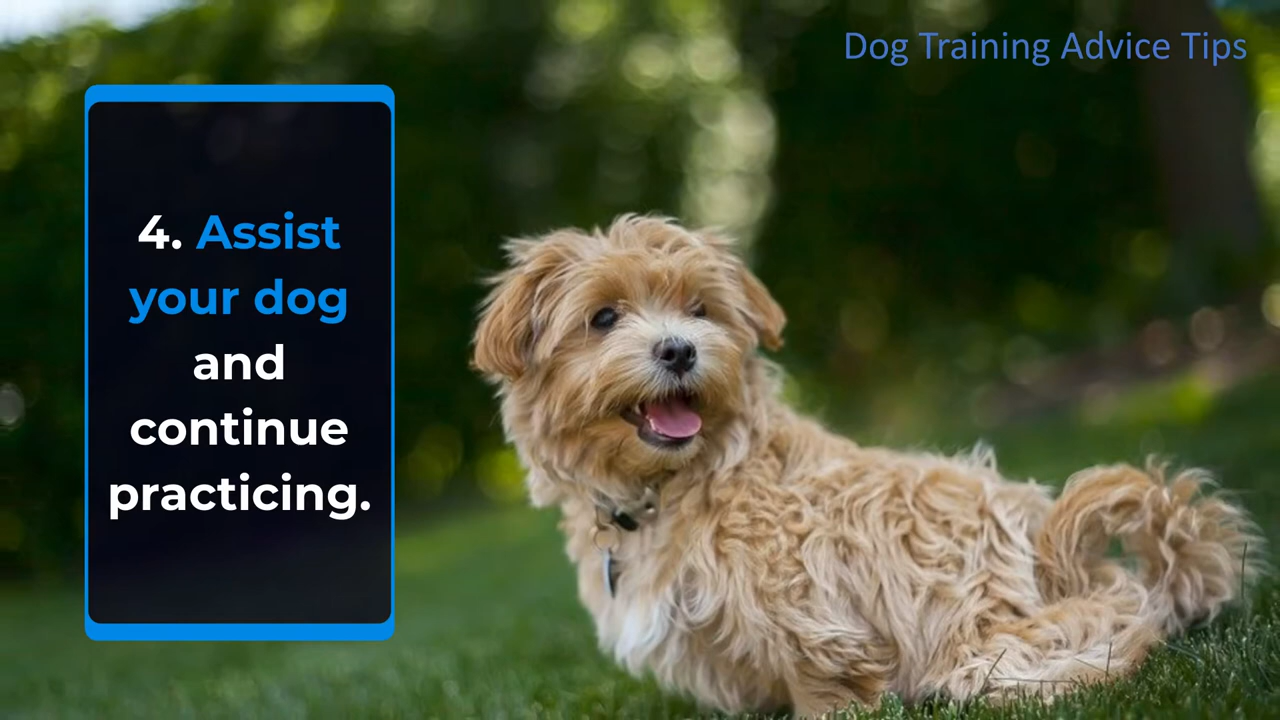 Dog Training Advice Tips
4. Assist
your dog
and
continue
practicing.